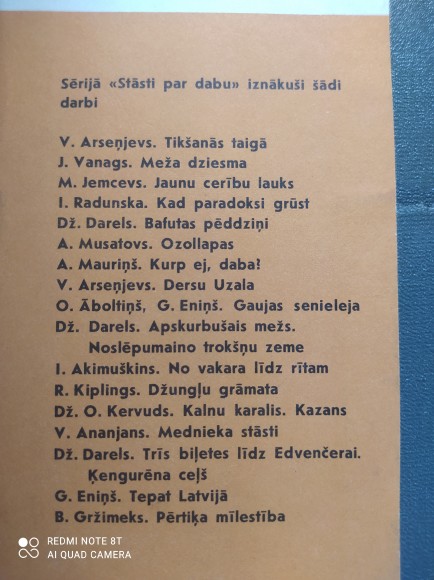 Sērijā «Stāsti par dabu» iznākuši šādi
darbi
V. Arseņjevs. Tikšanās taigā
J. Vanags. Meža dziesma
M. Jemcevs. Jaunu cerību lauks
I. Radunska. Kad paradoksi grūst
Dž. Darels. Bafutas pēddziņi
A. Musatovs. Ozollapas
A. Mauriņš. Kurp ej, daba?
V. Arseņjevs. Dersu Uzala
O. Āboltiņš, G. Eniņš. Gaujas senieleja
Dž. Darels. Apskurbušais mežs.
Noslēpumaino trokšņu zeme
I. Akimuškins. No vakara līdz rītam
R. Kiplings. Džungļu grāmata
Dž. O. Kervuds. Kalnu karalis. Kazans
V. Ananjans. Mednieka stāsti
Dž. Darels. Trīs biļetes līdz Edvenčerai.
Ķengurēna ceļš
G. Eniņš. Tepat Latvijā
B. Gržimeks. Pērtiķa mīlestība
REDMI NOTE 8T
AI QUAD CAMERA